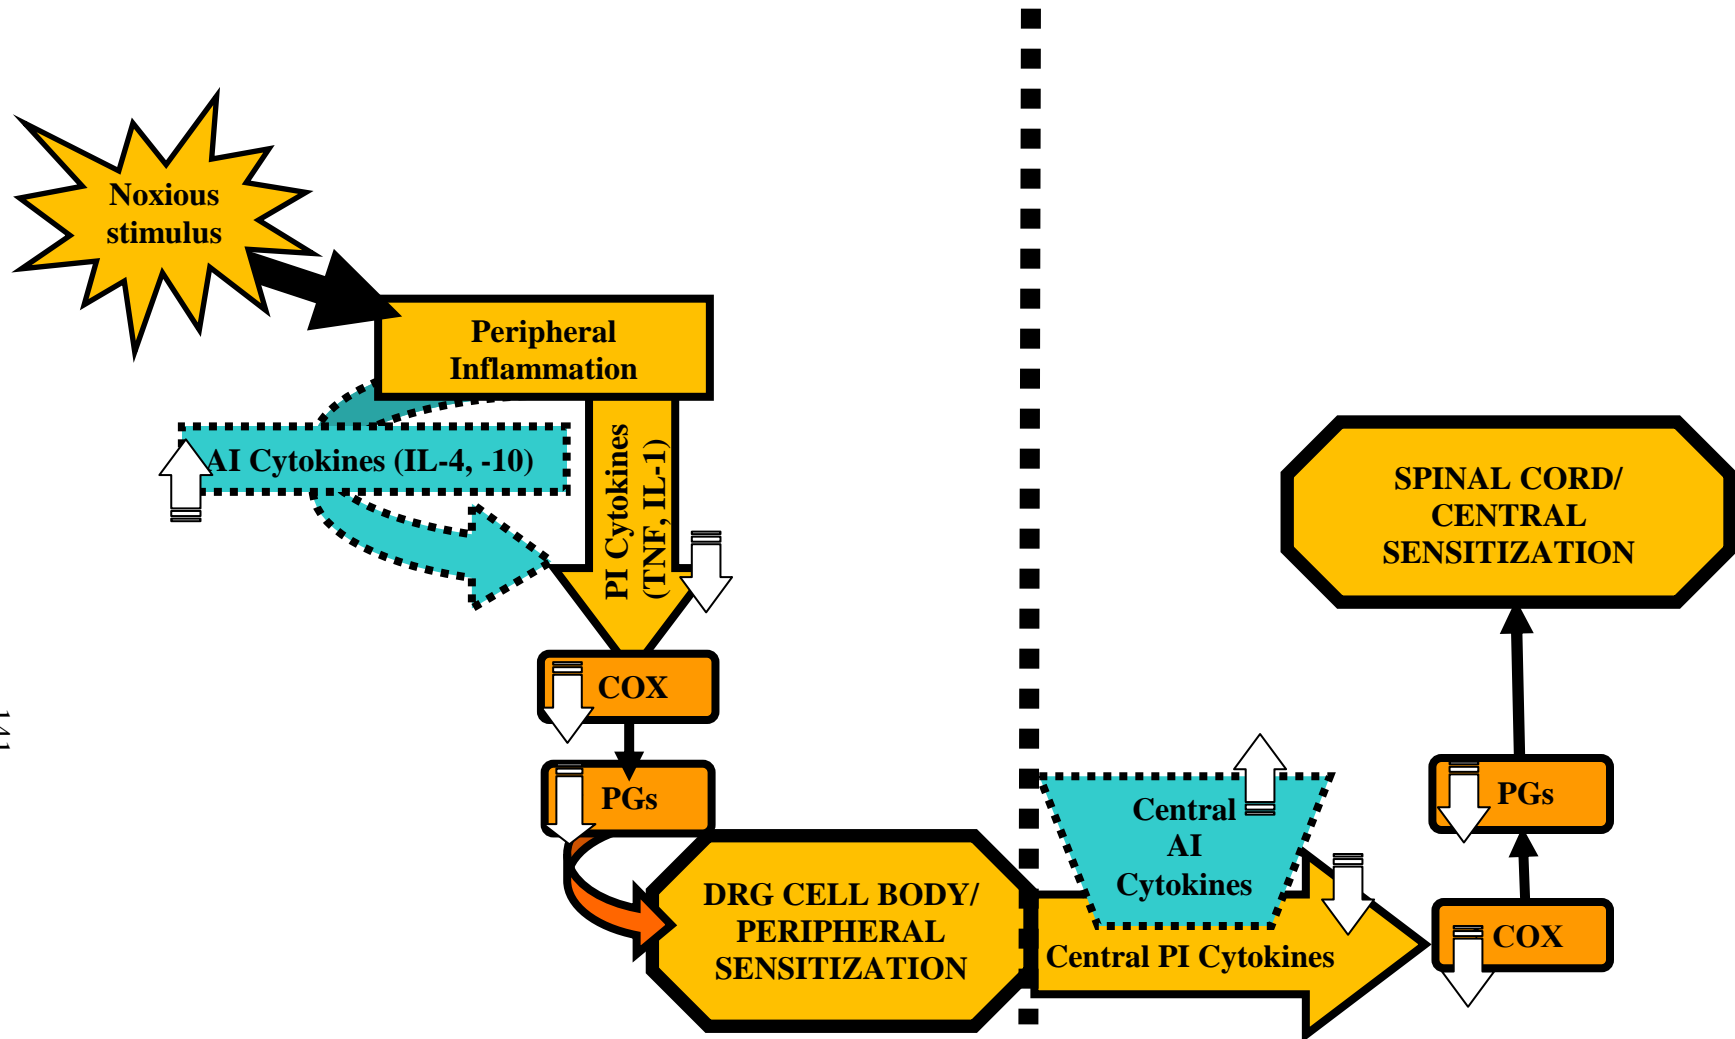 Noxious
stimulus
Peripheral
Inflammation
AI Cytokines (IL-4, -10)
PI Cytokines
(TNF, IL-1)
COX
PGs
DRG CELL BODY/
PERIPHERAL
SENSITIZATION
Central
AI
Cytokines
Central PI Cytokines
COX
PGs
SPINAL CORD/
CENTRAL
SENSITIZATION
141